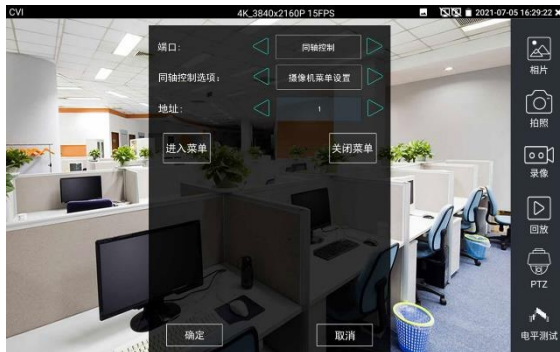 CVI 4K_3840x2160P 15FPS 2021-07-05 16:29:22
端口: 同轴控制
同轴控制选项: 摄像机菜单设置
地址: 1
进入菜单 关闭菜单
确定 取消
相片
拍照
录像
回放
PTZ
电平测试